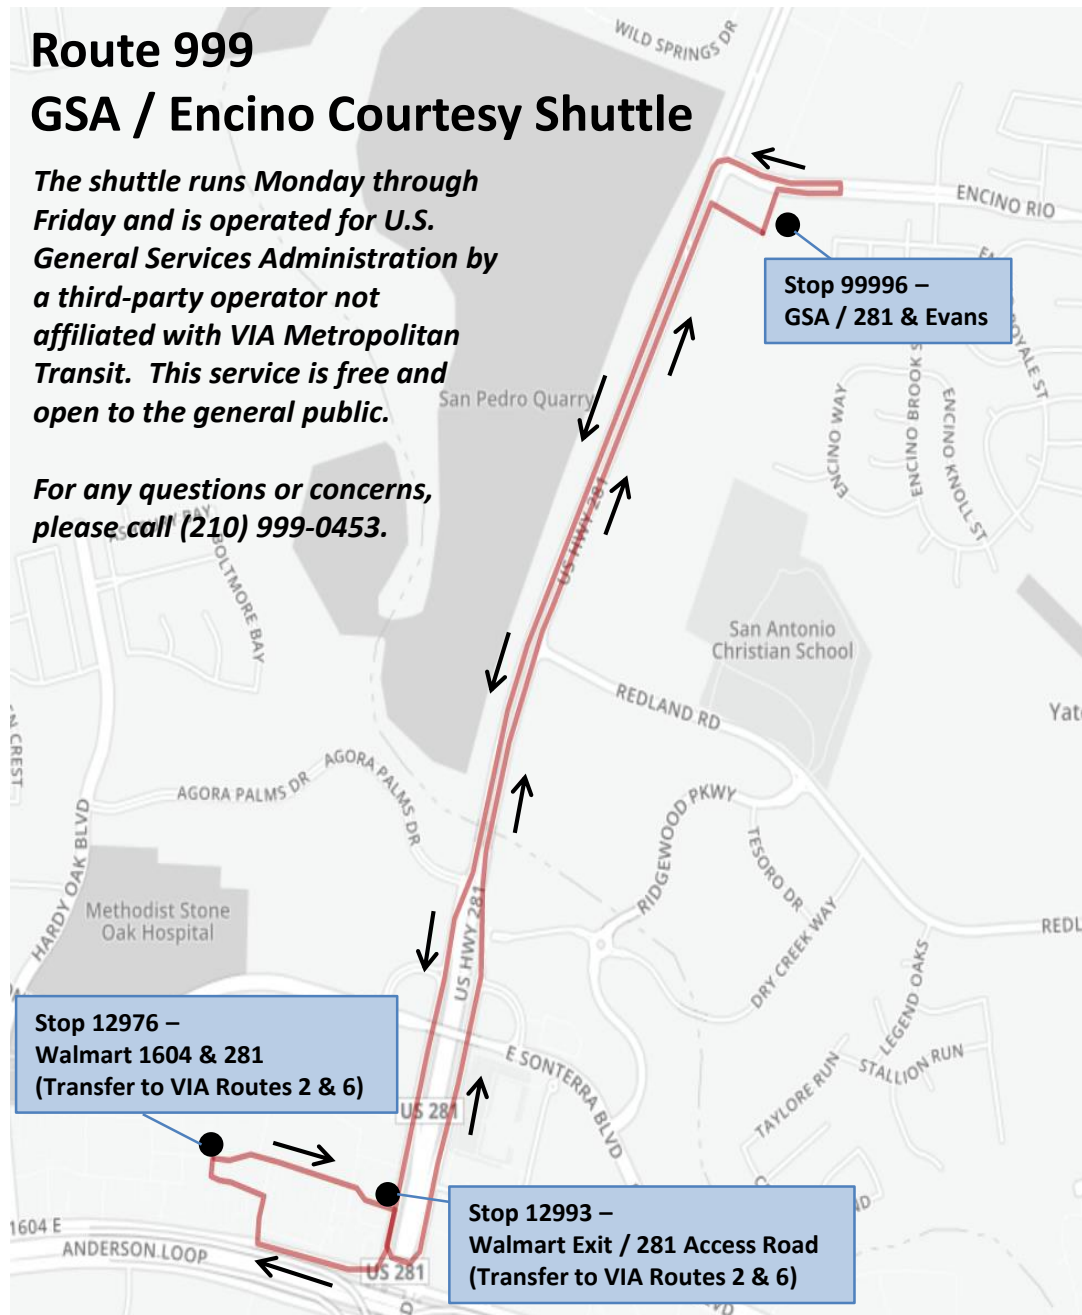 Route 999
GSA / Encino Courtesy Shuttle
The shuttle runs Monday through
Friday and is operated for U.S.
General Services Administration by
a third-party operator not
affiliated with VIA Metropolitan
Transit. This service is free and
open to the general public.
For any questions or concerns,
please call (210) 999-0453.
WILD SPRINGS DR
ENCINO RIO
Stop 99996 –
GSA / 281 & Evans
ROYALE ST
San Pedro Quarry
ENCINO WAY
ENCINO BROOK S
ENCINO KNOLL ST
US HWY 281
BOLTMORE BAY
San Antonio
Christian School
REDLAND RD
Yat
EN CREST
AGORA PALMS DR
AGORA PALMS DR
RIDGEWOOD PKWY
TESORO DR
HARDY OAK BLVD
Methodist Stone
Oak Hospital
US HWY 281
DRY CREEK WAY
REDL
LEGEND OAKS
STALLION RUN
TAYLORE RUN
Stop 12976 –
Walmart 1604 & 281
(Transfer to VIA Routes 2 & 6)
E SONTERRA BLVD
US 281
Stop 12993 –
Walmart Exit / 281 Access Road
(Transfer to VIA Routes 2 & 6)
1604 E
ANDERSON LOOP
US 281